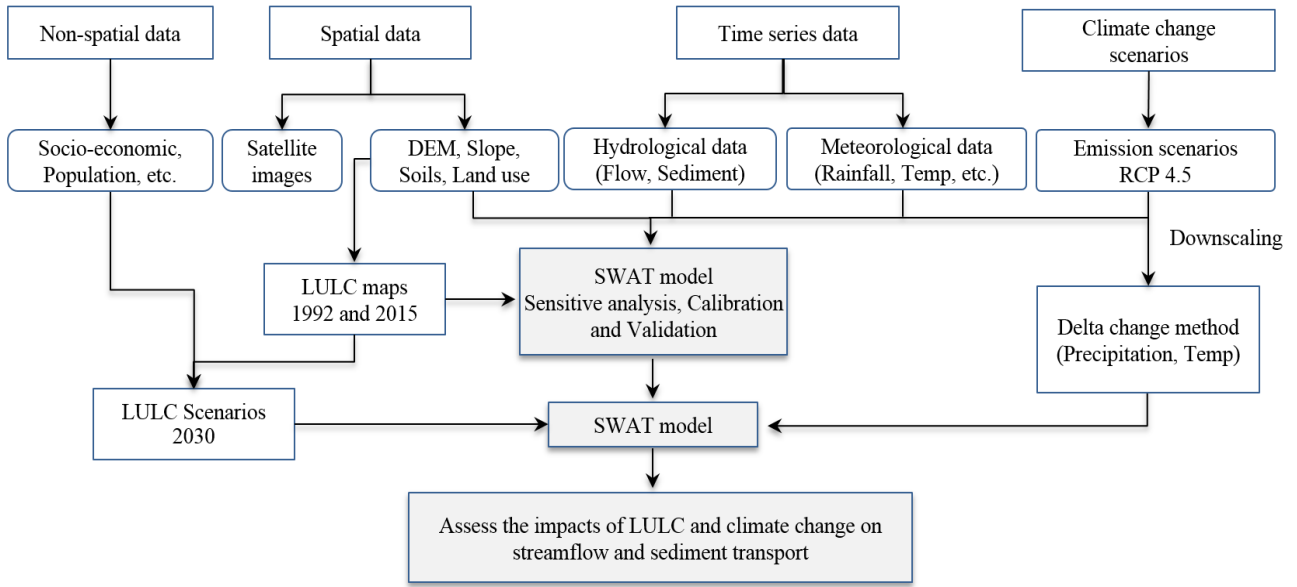 Non-spatial data
Spatial data
Time series data
Climate change
scenarios
Socio-economic,
Population, etc.
Satellite
images
DEM, Slope,
Soils, Land use
Hydrological data
(Flow, Sediment)
Meteorological data
(Rainfall, Temp, etc.)
Emission scenarios
RCP 4.5
Downscaling
LULC maps
1992 and 2015
SWAT model
Sensitive analysis, Calibration
and Validation
Delta change method
(Precipitation, Temp)
LULC Scenarios
2030
SWAT model
Assess the impacts of LULC and climate change on
streamflow and sediment transport